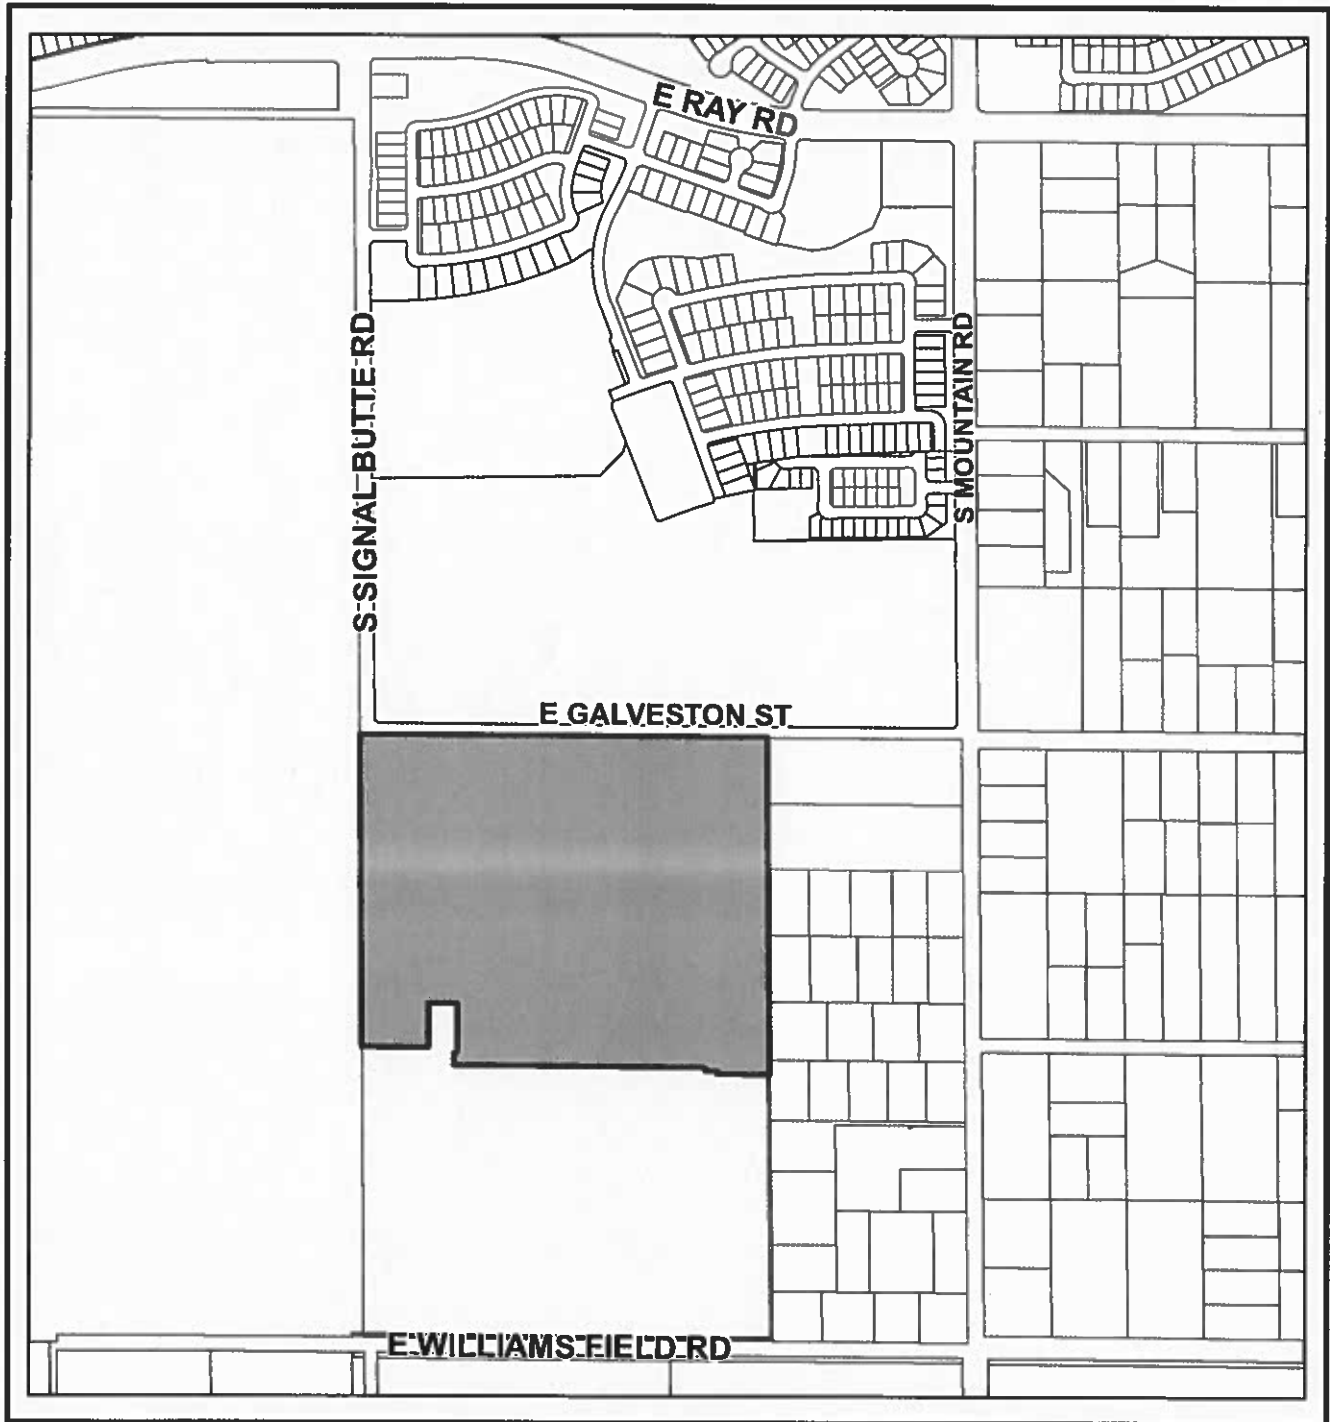 E RAY RD
S SIGNAL BUTTE RD
S MOUNTAIN RD
E GALVESTON ST
E WILLIAMS FIELD RD